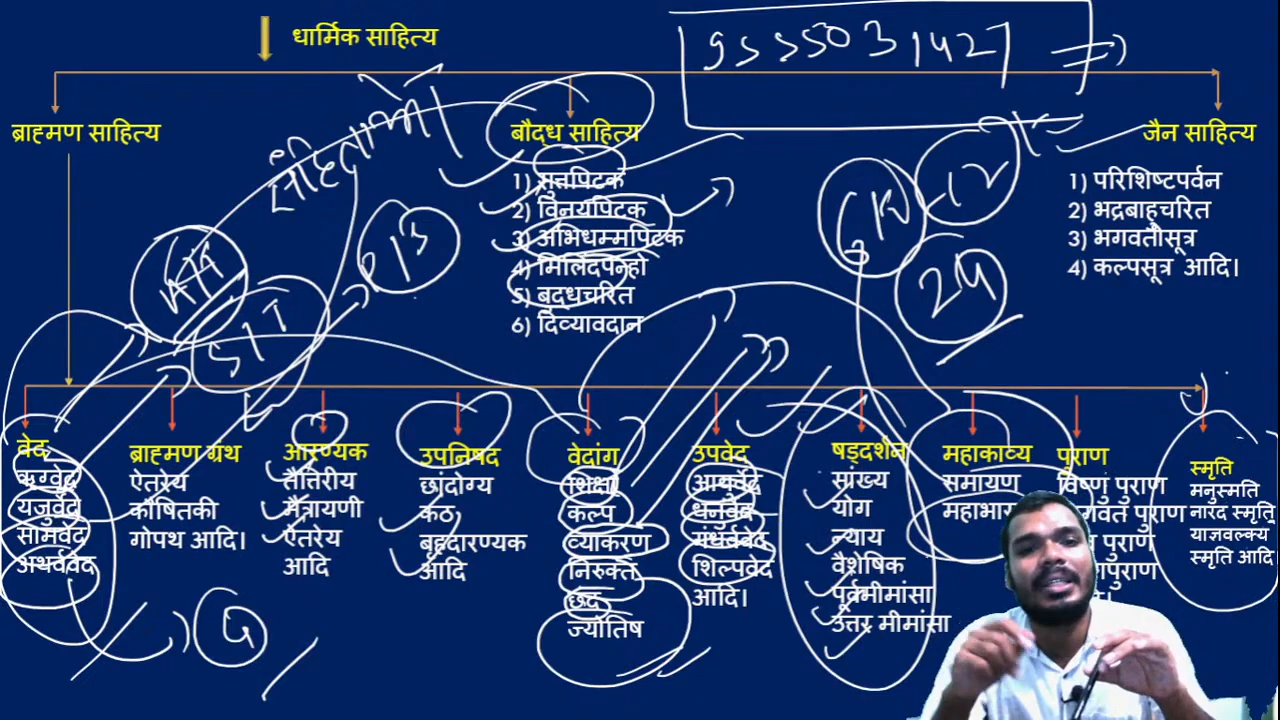 धार्मिक साहित्य
9555031427
ब्राह्मण साहित्य
बौद्ध साहित्य
1) सुत्तपिटक
2) विनयपिटक
3) अभिधम्मपिटक
4) मिलिंदपन्हो
5) बुद्धचरित
6) दिव्यावदान
जैन साहित्य
1) परिशिष्टपर्वन
2) भद्रबाहुचरित
3) भगवतीसूत्र
4) कल्पसूत्र आदि।
संहिताओं
वेद
ऋग्वेद
यजुर्वेद
सामवेद
अथर्ववेद
ब्राह्मण ग्रंथ
ऐतरेय
कौषितकी
गोपथ आदि।
आरण्यक
तैत्तिरीय
मैत्रायणी
ऐतरेय
आदि
उपनिषद
छांदोग्य
कठ
बृहदारण्यक
आदि
वेदांग
शिक्षा
कल्प
व्याकरण
निरुक्त
छंद
ज्योतिष
उपवेद
आयुर्वेद
धनुर्वेद
गंधर्ववेद
शिल्पवेद
आदि।
षड्दर्शन
सांख्य
योग
न्याय
वैशेषिक
पूर्वमीमांसा
उत्तर मीमांसा
महाकाव्य
रामायण
पुराण
विष्णु पुराण
पुराण
पुराण
स्मृति
मनुस्मति
नारद स्मृति
याज्ञवल्क्य
स्मृति आदि